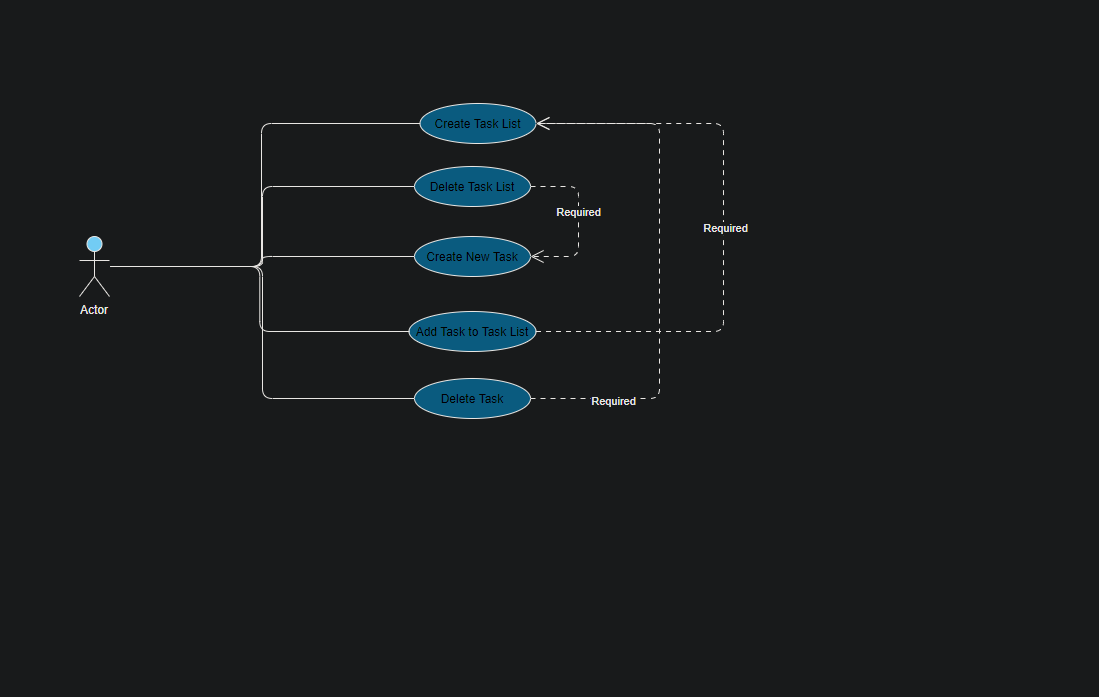 Create Task List
Delete Task List
Required
Required
Create New Task
Actor
Add Task to Task List
Delete Task
Required